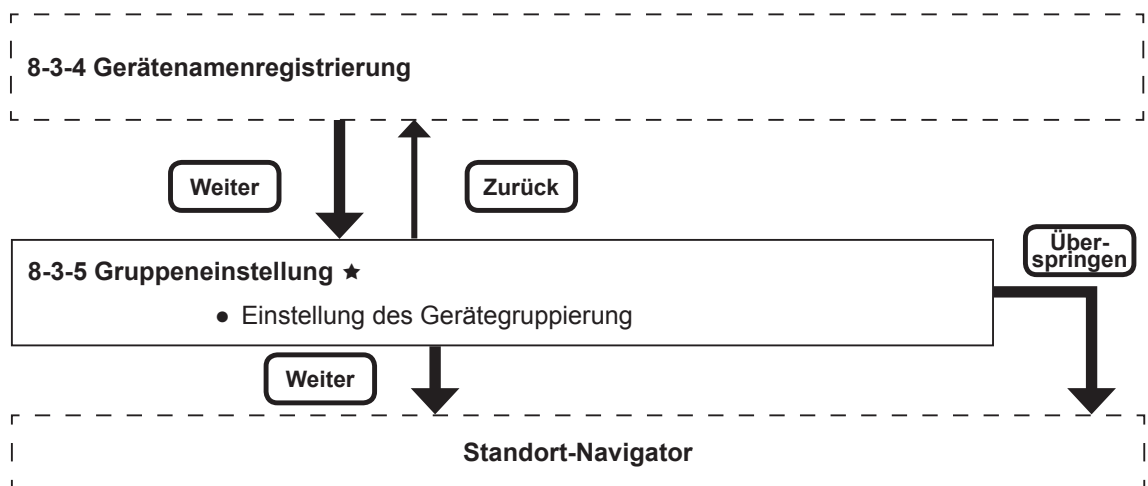 8-3-4 Gerätenamenregistrierung
Weiter
Zurück
Über-
springen
8-3-5 Gruppeneinstellung ★
● Einstellung des Gerätegruppierung
Weiter
Standort-Navigator